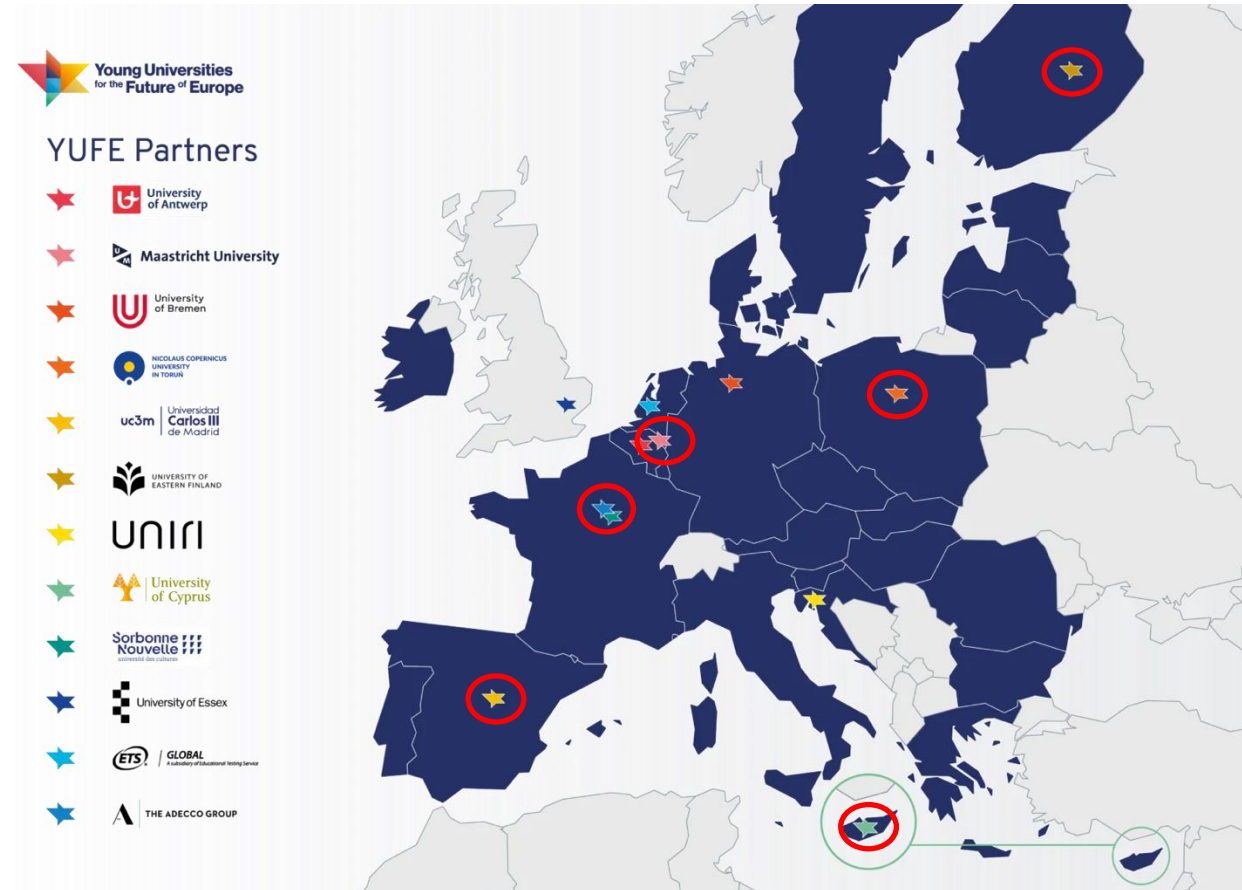 Young Universities
for the Future of Europe
YUFE Partners
University
of Antwerp
UM Maastricht University
University
of Bremen
NICOLAUS COPERNICUS
UNIVERSITY
IN TORUŃ
uc3m Universidad
Carlos III
de Madrid
UNIVERSITY OF
EASTERN FINLAND
UNIRI
University
of Cyprus
Sorbonne
Nouvelle
université des cultures
University of Essex
ETS GLOBAL
A subsidiary of Educational Testing Service
A THE ADECCO GROUP